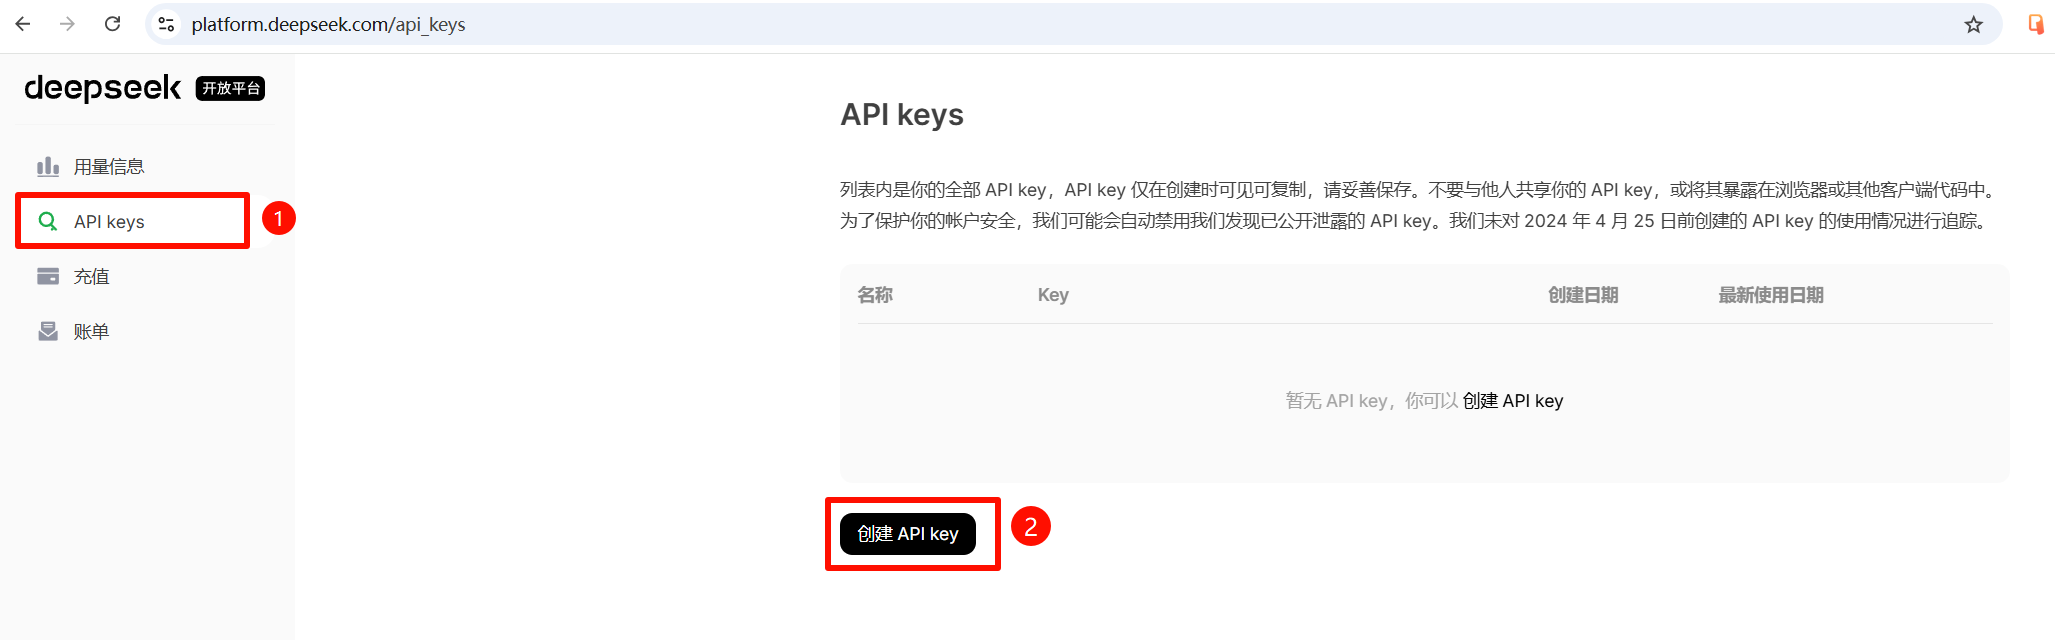 platform.deepseek.com/api_keys
deepseek 开放平台
用量信息
API keys 1
充值
账单
API keys
列表内是你的全部 API key，API key 仅在创建时可见可复制，请妥善保存。不要与他人共享你的 API key，或将其暴露在浏览器或其他客户端代码中。
为了保护你的帐户安全，我们可能会自动禁用我们发现已公开泄露的 API key。我们未对 2024 年 4 月 25 日前创建的 API key 的使用情况进行追踪。
名称 Key 创建日期 最新使用日期
暂无 API key，你可以 创建 API key
创建 API key 2